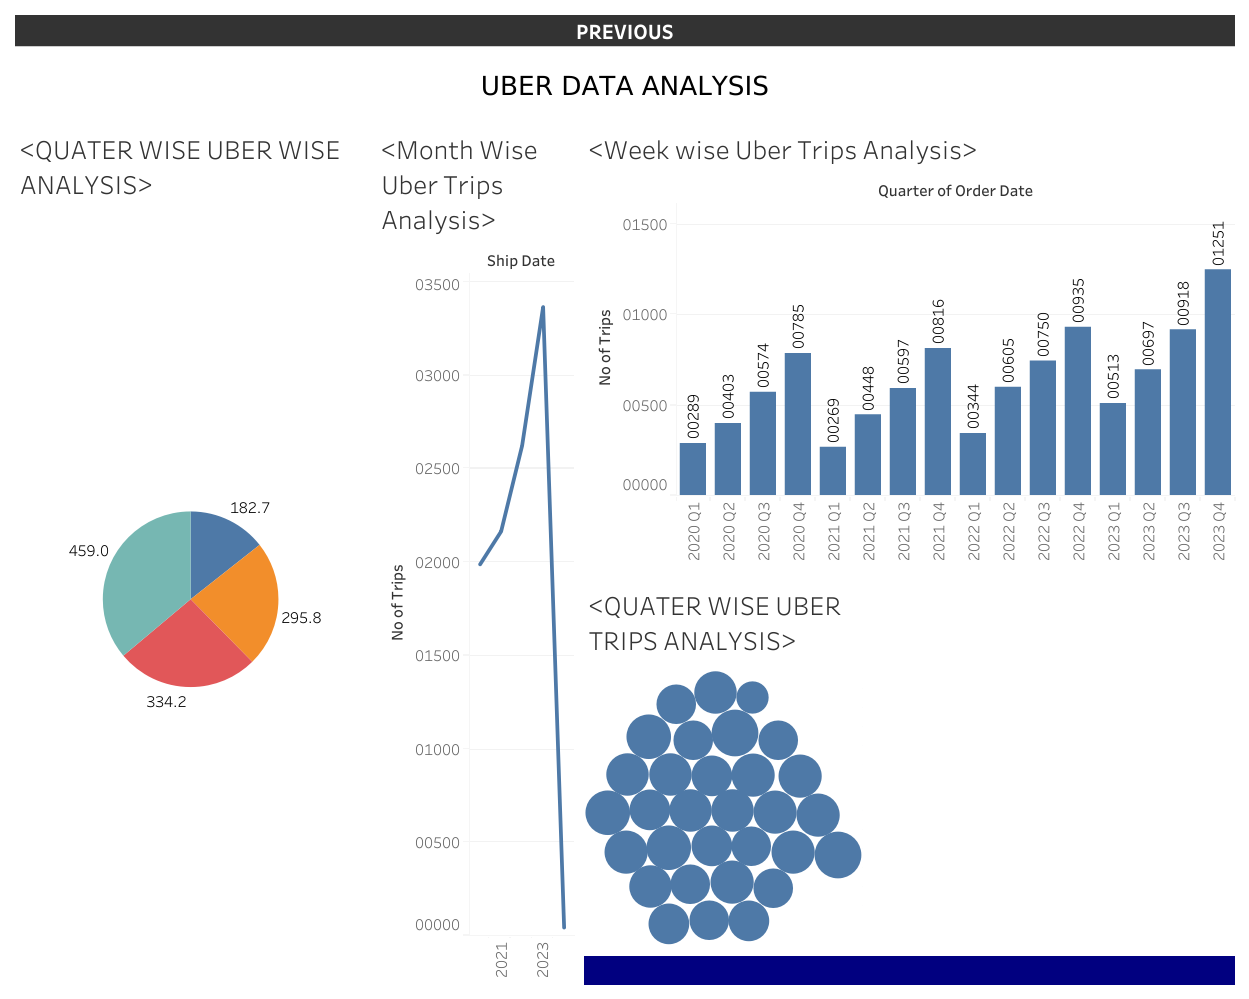 PREVIOUS
UBER DATA ANALYSIS
<QUATER WISE UBER WISE
ANALYSIS>
182.7
459.0
295.8
334.2
<Month Wise
Uber Trips
Analysis>
Ship Date
03500
03000
02500
02000
01500
01000
00500
00000
No of Trips
2021
2023
<Week wise Uber Trips Analysis>
Quarter of Order Date
01500
01000
00500
00000
No of Trips
00289
00403
00574
00785
00269
00448
00597
00816
00344
00605
00750
00935
00513
00697
00918
01251
2020 Q1
2020 Q2
2020 Q3
2020 Q4
2021 Q1
2021 Q2
2021 Q3
2021 Q4
2022 Q1
2022 Q2
2022 Q3
2022 Q4
2023 Q1
2023 Q2
2023 Q3
2023 Q4
<QUATER WISE UBER
TRIPS ANALYSIS>